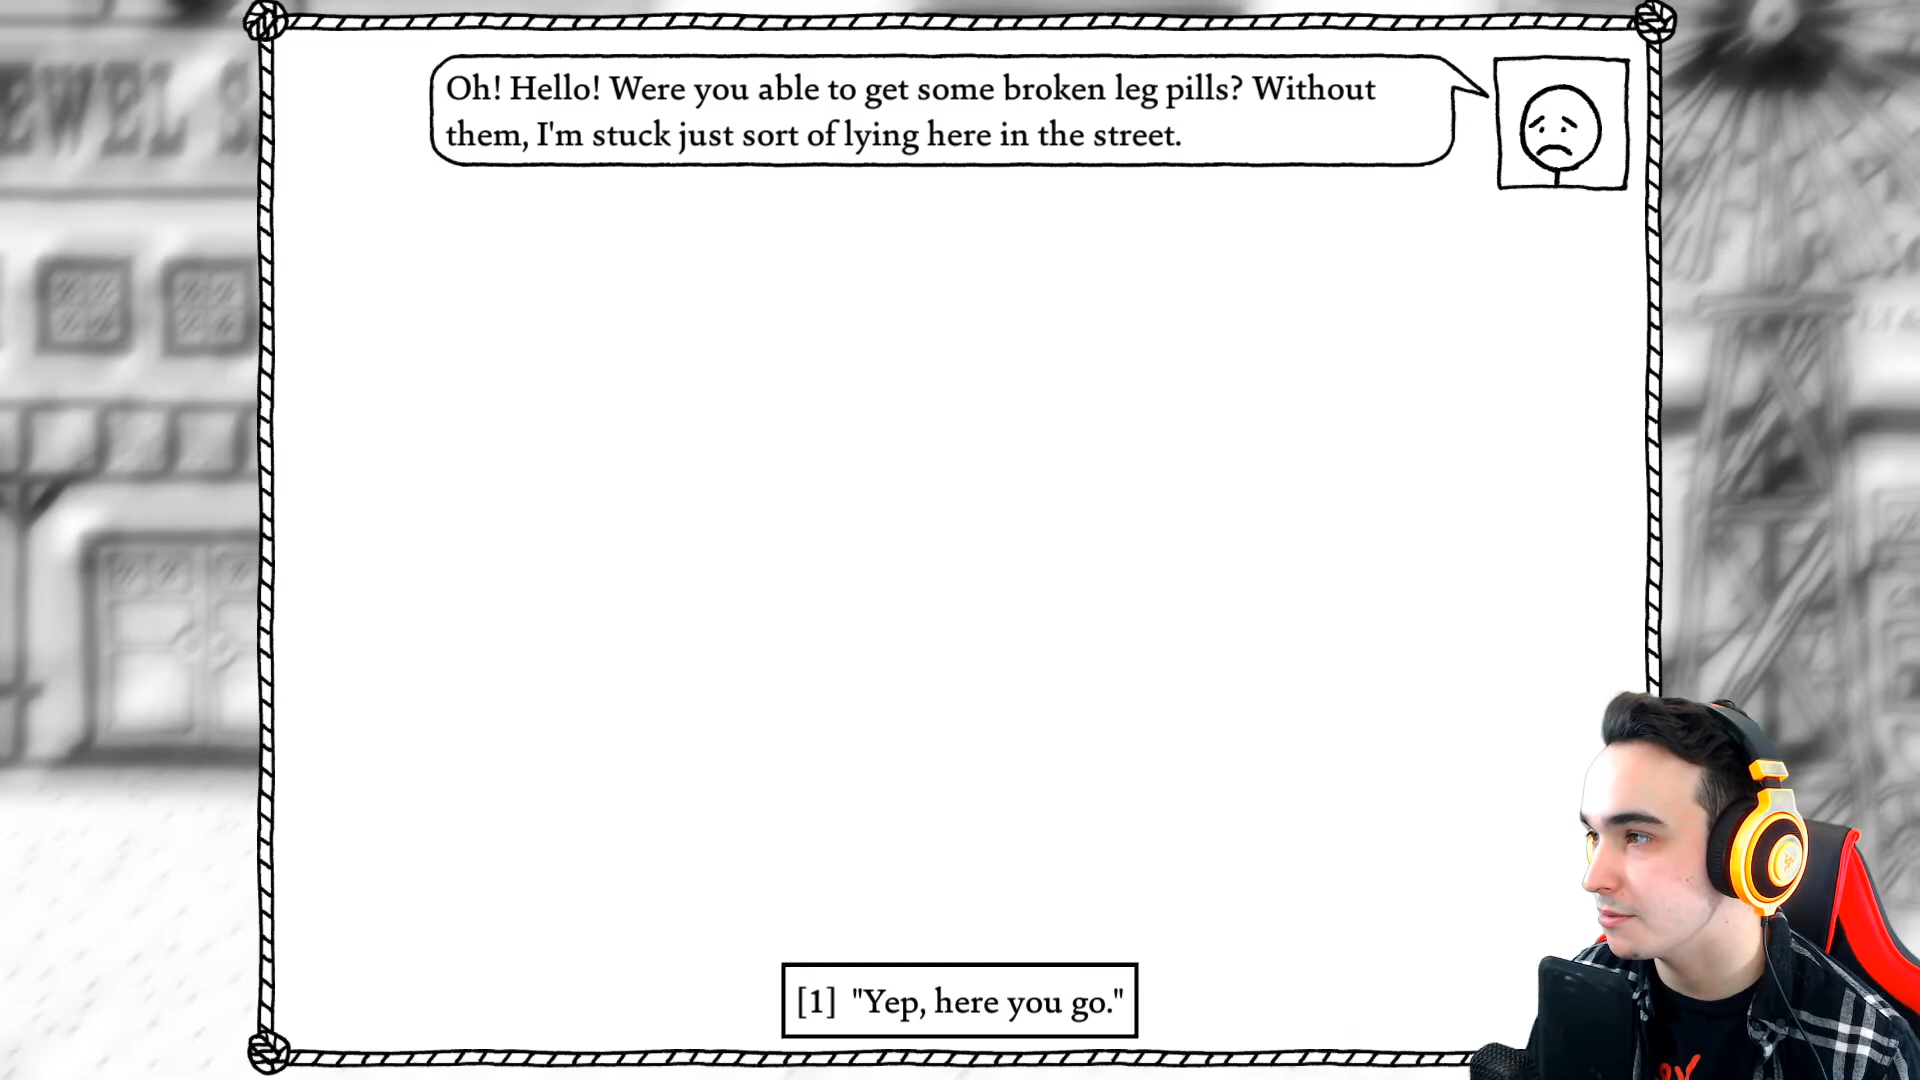 EWEL S
Oh! Hello! Were you able to get some broken leg pills? Without
them, I'm stuck just sort of lying here in the street.
[1] "Yep, here you go."